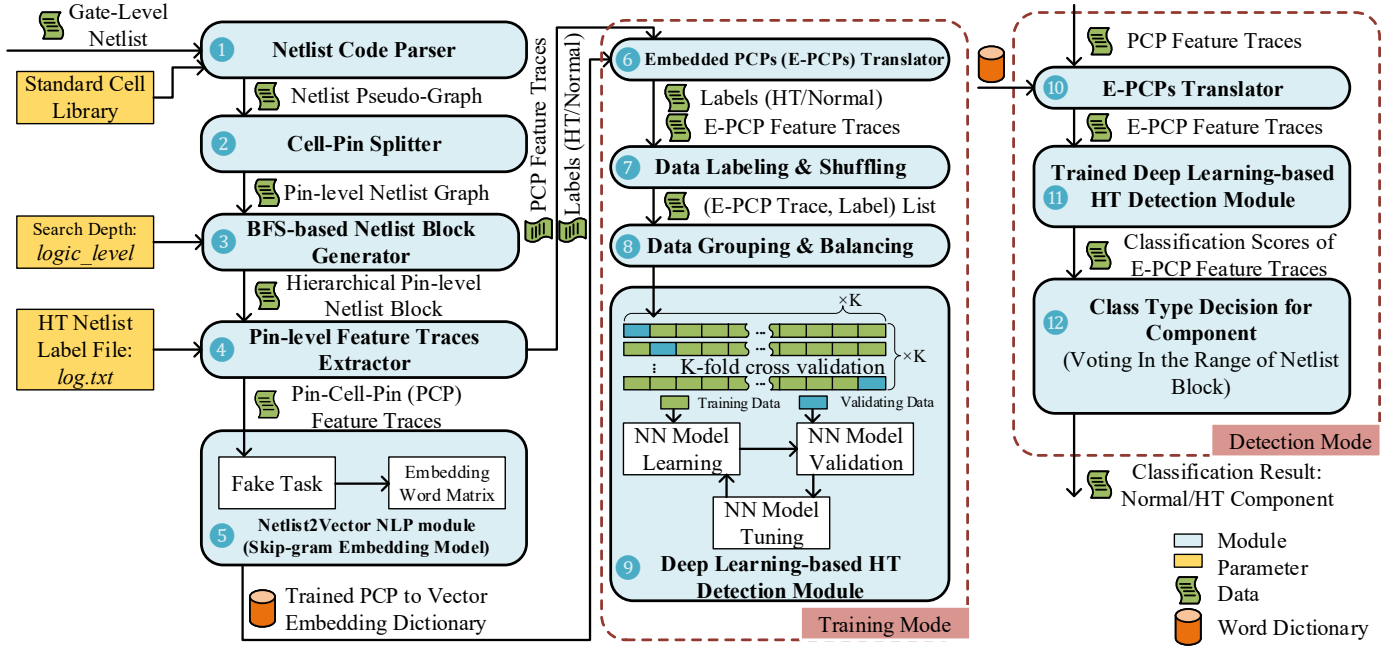 Gate-Level
Netlist
Standard Cell
Library
1
Netlist Code Parser
Netlist Pseudo-Graph
2
Cell-Pin Splitter
Pin-level Netlist Graph
Search Depth:
logic_level
3
BFS-based Netlist Block
Generator
Hierarchical Pin-level
Netlist Block
HT Netlist
Label File:
log.txt
4
Pin-level Feature Traces
Extractor
Pin-Cell-Pin (PCP)
Feature Traces
Fake Task
Embedding
Word Matrix
5
Netlist2Vector NLP module
(Skip-gram Embedding Model)
Trained PCP to Vector
Embedding Dictionary
PCP Feature Traces
Labels (HT/Normal)
6
Embedded PCPs (E-PCPs) Translator
Labels (HT/Normal)
E-PCP Feature Traces
7
Data Labeling & Shuffling
(E-PCP Trace, Label) List
8
Data Grouping & Balancing
×K
×K
K-fold cross validation
Training Data
Validating Data
NN Model
Learning
NN Model
Validation
NN Model
Tuning
9
Deep Learning-based HT
Detection Module
Training Mode
PCP Feature Traces
10
E-PCPs Translator
E-PCP Feature Traces
Trained Deep Learning-based
11
HT Detection Module
Classification Scores of
E-PCP Feature Traces
12
Class Type Decision for
Component
(Voting In the Range of Netlist
Block)
Detection Mode
Classification Result:
Normal/HT Component
Module
Parameter
Data
Word Dictionary